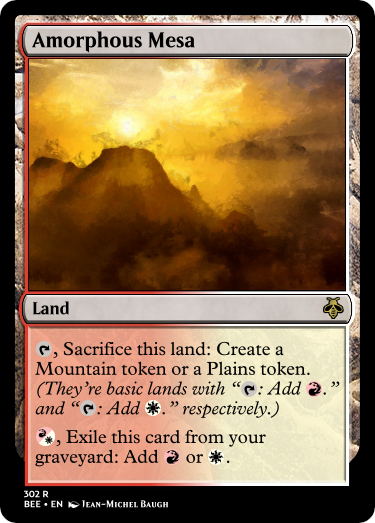 Amorphous Mesa
Land
, Sacrifice this land: Create a
Mountain token or a Plains token.
(They’re basic lands with “: Add .”
and “: Add .” respectively.)
, Exile this card from your
graveyard: Add or .
302 R
BEE • EN Jean-Michel Baugh